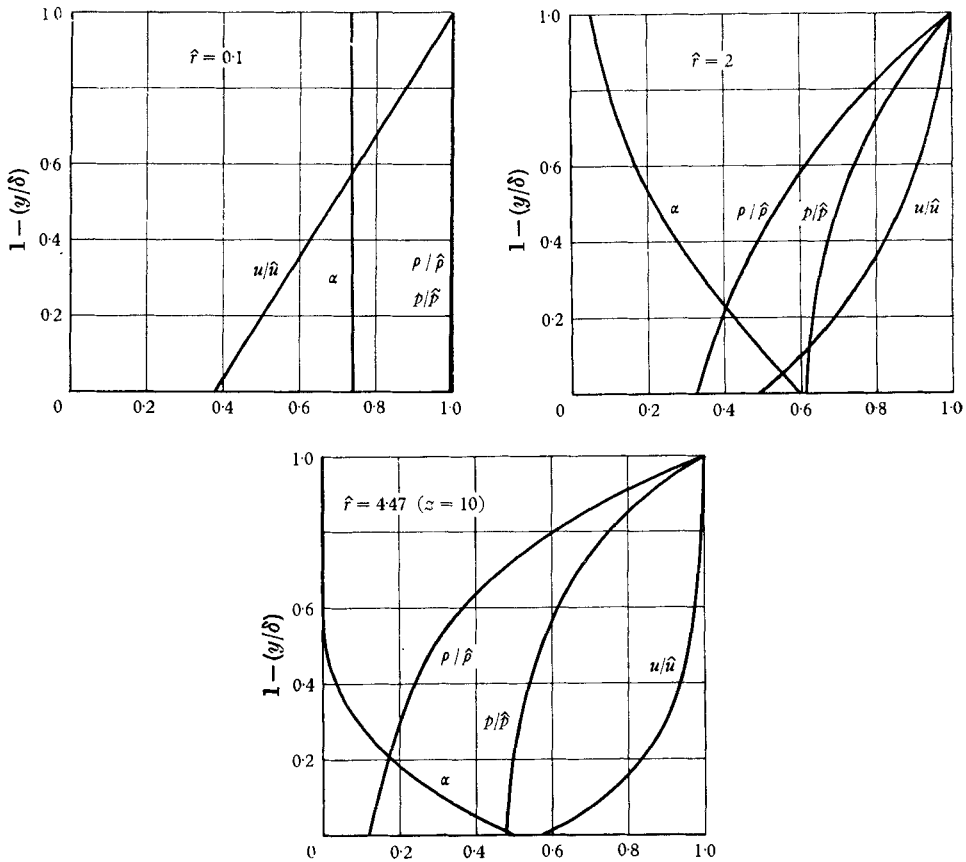 1·0
0·8
0·6
0·4
0·2
0 0·2 0·4 0·6 0·8 1·0
1 – (y/δ)
r̂ = 0·1
u/û
α
ρ / ρ̂
p/p̂
1·0
0·6
0·4
0·2
0·2 0·4 0·6 0·8 1·0
0
1 – (y/δ)
r̂ = 2
α
ρ / ρ̂
p/p̂
u/û
1·0
0·6
0·4
0·2
0 0·2 0·4 0·6 0·8 1·0
1 – (y/δ)
r̂ = 4·47 (z = 10)
ρ / ρ̂
p/p̂
u/û
α